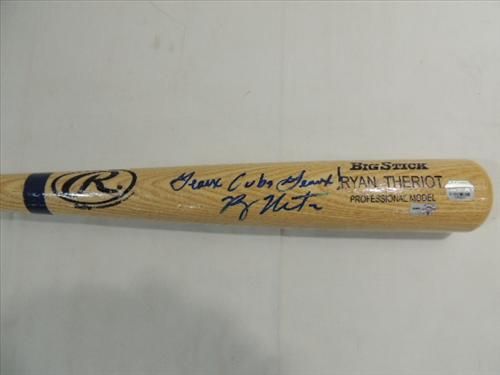 R.
Geaux Cubs Geaux!
BIG STICK
RYAN THERIOT
PROFESSIONAL MODEL